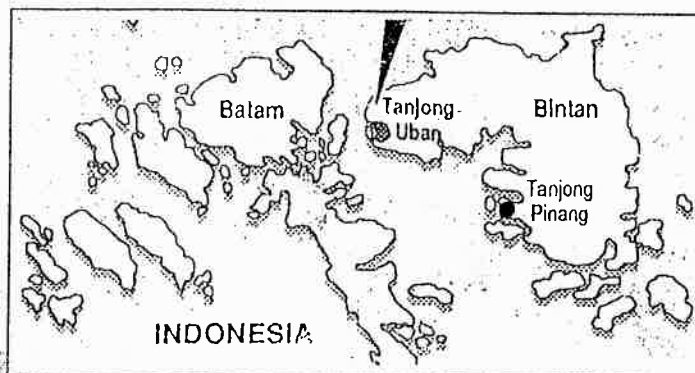 Batam
Tanjong-
Uban
Bintan
Tanjong
Pinang
INDONESIA